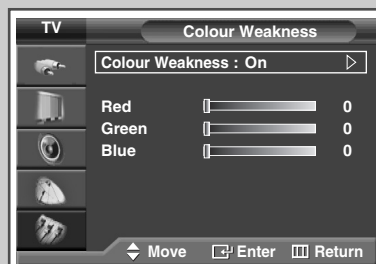 TV
Colour Weakness
Colour Weakness : On
Red 0
Green 0
Blue 0
Move Enter Return